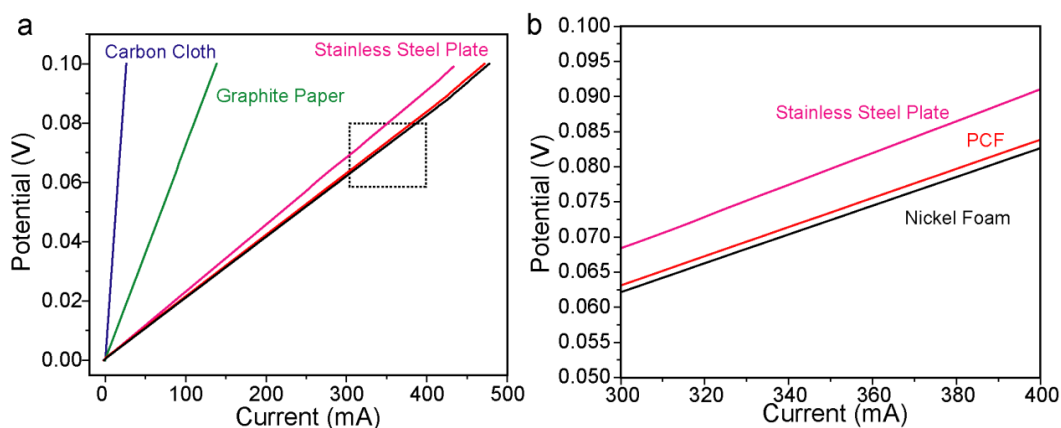 a
Carbon Cloth
Stainless Steel Plate
Graphite Paper
Potential (V)
0.10
0.08
0.06
0.04
0.02
0.00
0 100 200 300 400 500
Current (mA)
b
0.100
0.095
0.090
0.085
0.080
0.075
0.070
0.065
0.060
0.055
0.050
Potential (V)
Stainless Steel Plate
PCF
Nickel Foam
300 320 340 360 380 400
Current (mA)